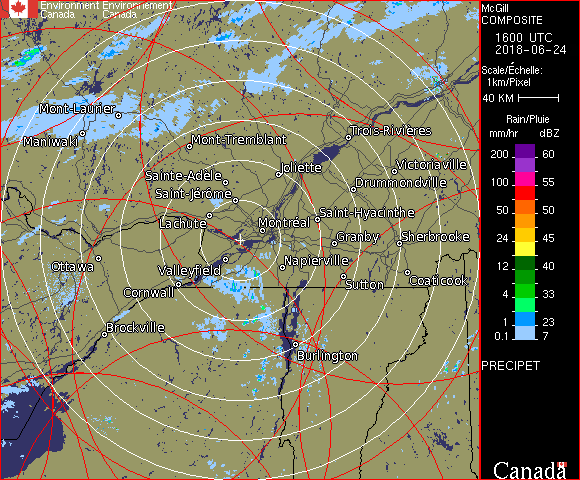 Environment Environnement
Canada Canada
McGill
COMPOSITE
1600 UTC
2018-06-24
Scale/Échelle:
1km/Pixel
40 KM
Rain/Pluie
mm/hr dBZ
200 60
100 55
50 50
24 45
12 40
4 33
1 23
0.1 7
PRECIPET
Canada
Mont-Laurier
Maniwaki
Mont-Tremblant
Trois-Rivières
Sainte-Adèle
Joliette
Victoriaville
Saint-Jérôme
Drummondville
Lachute
Montréal
Saint-Hyacinthe
Granby
Sherbrooke
Ottawa
Valleyfield
Napierville
Cornwall
Sutton
Coaticook
Brockville
Burlington